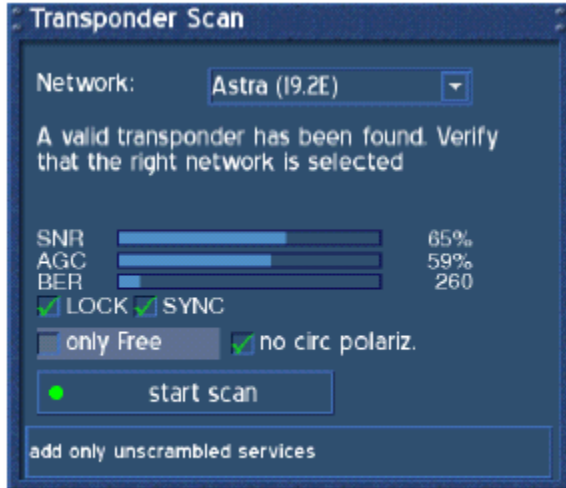 Transponder Scan
Network: Astra (19.2E)
A valid transponder has been found. Verify
that the right network is selected
SNR 65%
AGC 59%
BER 260
LOCK SYNC
only Free no circ polariz.
start scan
add only unscrambled services